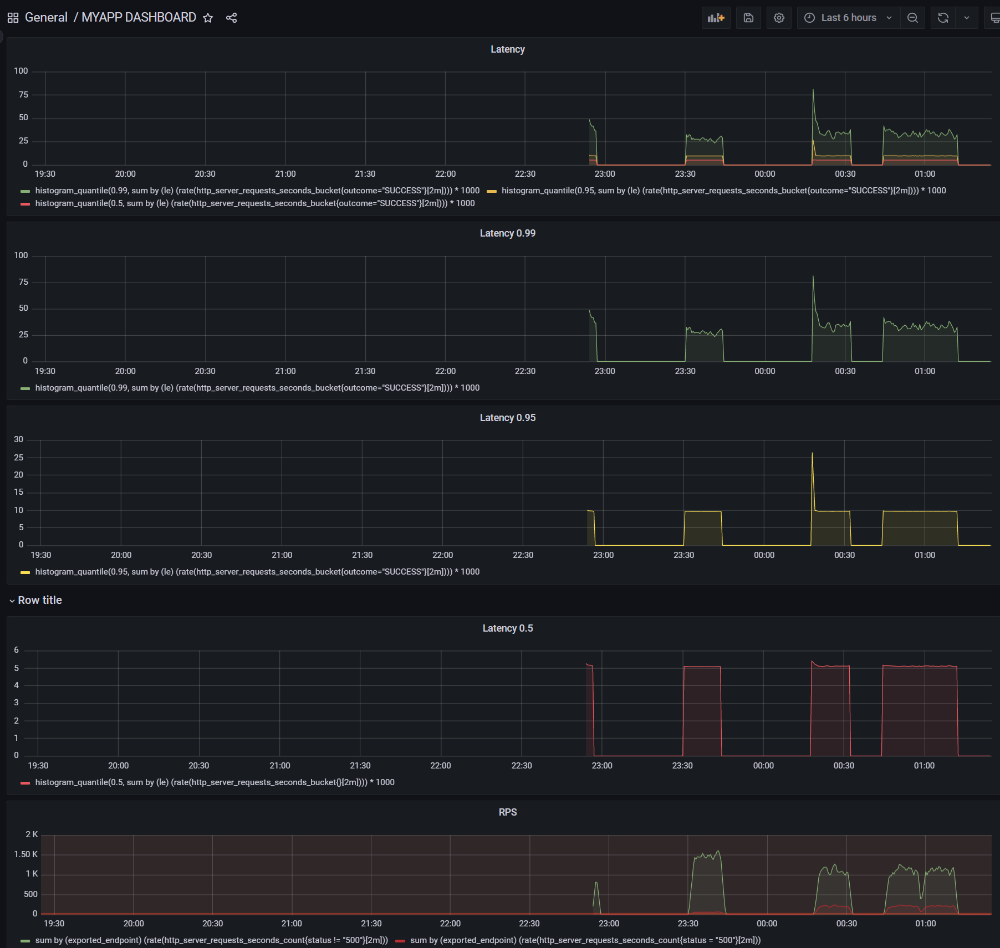 General / MYAPP DASHBOARD
Last 6 hours
Latency
100
75
50
25
0
19:30 20:00 20:30 21:00 21:30 22:00 22:30 23:00 23:30 00:00 00:30 01:00
histogram_quantile(0.99, sum by (le) (rate(http_server_requests_seconds_bucket{outcome="SUCCESS"}[2m]))) * 1000 histogram_quantile(0.95, sum by (le) (rate(http_server_requests_seconds_bucket{outcome="SUCCESS"}[2m]))) * 1000
histogram_quantile(0.5, sum by (le) (rate(http_server_requests_seconds_bucket{outcome="SUCCESS"}[2m]))) * 1000
Latency 0.99
100
75
50
25
0
19:30 20:00 20:30 21:00 21:30 22:00 22:30 23:00 23:30 00:00 00:30 01:00
histogram_quantile(0.99, sum by (le) (rate(http_server_requests_seconds_bucket{outcome="SUCCESS"}[2m]))) * 1000
Latency 0.95
30
25
20
15
10
5
0
19:30 20:00 20:30 21:00 21:30 22:00 22:30 23:00 23:30 00:00 00:30 01:00
histogram_quantile(0.95, sum by (le) (rate(http_server_requests_seconds_bucket{outcome="SUCCESS"}[2m]))) * 1000
Row title
Latency 0.5
6
5
4
3
2
1
0
19:30 20:00 20:30 21:00 21:30 22:00 22:30 23:00 23:30 00:00 00:30 01:00
histogram_quantile(0.5, sum by (le) (rate(http_server_requests_seconds_bucket{}[2m]))) * 1000
RPS
2 K
1.50 K
1 K
500
0
19:30 20:00 20:30 21:00 21:30 22:00 22:30 23:00 23:30 00:00 00:30 01:00
sum by (exported_endpoint) (rate(http_server_requests_seconds_count{status != "500"}[2m])) sum by (exported_endpoint) (rate(http_server_requests_seconds_count{status = "500"}[2m]))